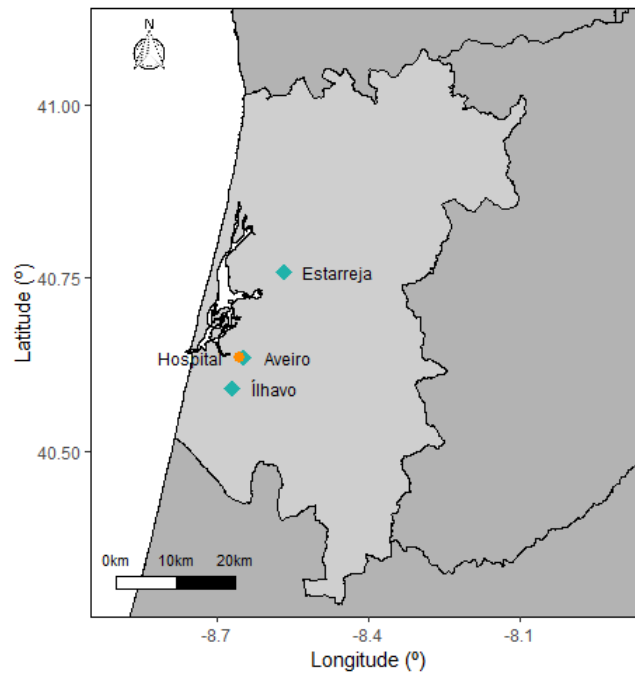 N
41.00
40.75
40.50
Latitude (º)
Estarreja
Hospital
Aveiro
Ílhavo
0km 10km 20km
-8.7 -8.4 -8.1
Longitude (º)